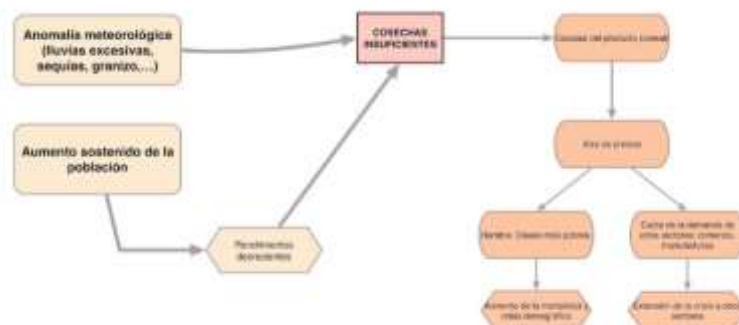 Anomalía meteorológica
(lluvias excesivas,
sequías, granizo,…)
COSECHAS
INSUFICIENTES
Escasez del producto (cereal)
Aumento sostenido de la
población
Alza de precios
Rendimientos
decrecientes
Hambre. Clases más pobres
Caída de la demanda de
otros sectores: comercio,
manufacturas
Aumento de la mortalidad y
crisis demográfica
Extensión de la crisis a otros
sectores